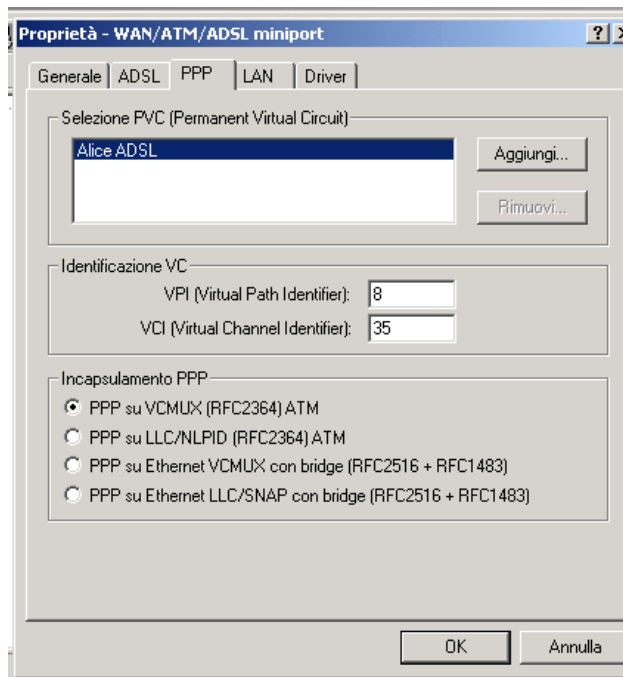 Proprietà - WAN/ATM/ADSL miniport
Generale
ADSL
PPP
LAN
Driver
Selezione PVC (Permanent Virtual Circuit)
Alice ADSL
Aggiungi...
Rimuovi...
Identificazione VC
VPI (Virtual Path Identifier): 8
VCI (Virtual Channel Identifier): 35
Incapsulamento PPP
PPP su VCMUX (RFC2364) ATM
PPP su LLC/NLPID (RFC2364) ATM
PPP su Ethernet VCMUX con bridge (RFC2516 + RFC1483)
PPP su Ethernet LLC/SNAP con bridge (RFC2516 + RFC1483)
OK
Annulla